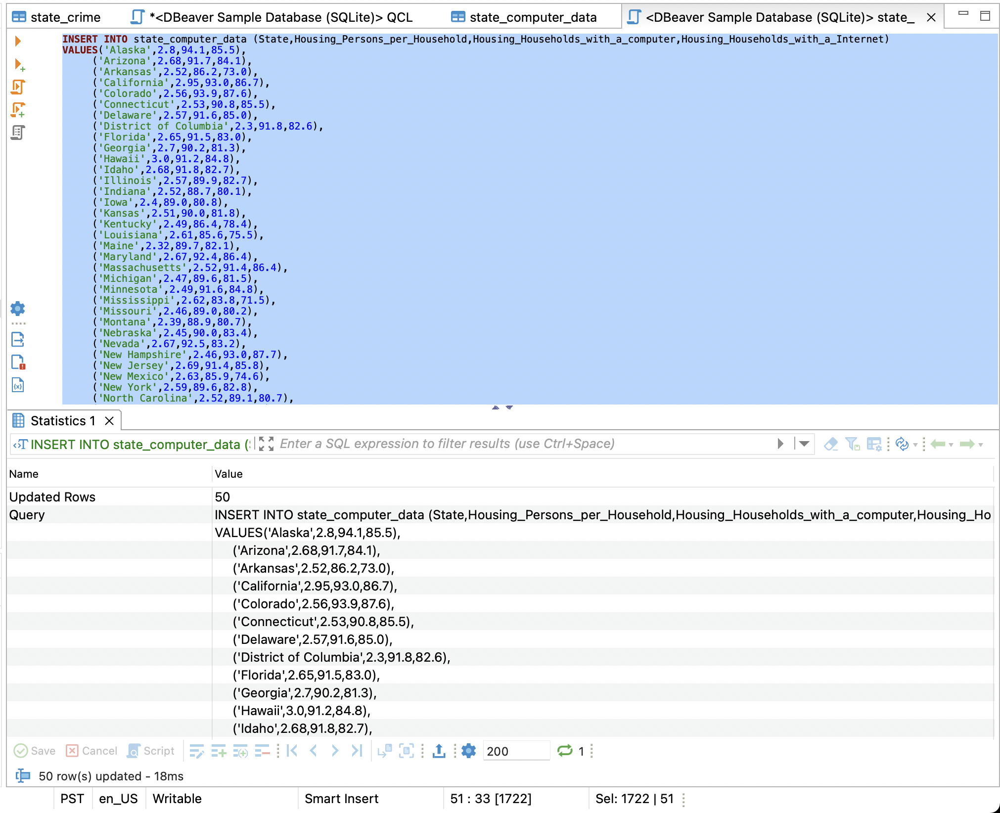 state_crime *<DBeaver Sample Database (SQLite)> QCL state_computer_data <DBeaver Sample Database (SQLite)> state_
INSERT INTO state_computer_data (State,Housing_Persons_per_Household,Housing_Households_with_a_computer,Housing_Households_with_a_Internet)
VALUES('Alaska',2.8,94.1,85.5),
('Arizona',2.68,91.7,84.1),
('Arkansas',2.52,86.2,73.0),
('California',2.95,93.0,86.7),
('Colorado',2.56,93.9,87.6),
('Connecticut',2.53,90.8,85.5),
('Delaware',2.57,91.6,85.0),
('District of Columbia',2.3,91.8,82.6),
('Florida',2.65,91.5,83.0),
('Georgia',2.7,90.2,81.3),
('Hawaii',3.0,91.2,84.8),
('Idaho',2.68,91.8,82.7),
('Illinois',2.57,89.9,82.7),
('Indiana',2.52,88.7,80.1),
('Iowa',2.4,89.0,80.8),
('Kansas',2.51,90.0,81.8),
('Kentucky',2.49,86.4,78.4),
('Louisiana',2.61,85.6,75.5),
('Maine',2.32,89.7,82.1),
('Maryland',2.67,92.4,86.4),
('Massachusetts',2.52,91.4,86.4),
('Michigan',2.47,89.6,81.5),
('Minnesota',2.49,91.6,84.8),
('Mississippi',2.62,83.8,71.5),
('Missouri',2.46,89.0,80.2),
('Montana',2.39,88.9,80.7),
('Nebraska',2.45,90.0,83.4),
('Nevada',2.67,92.5,83.2),
('New Hampshire',2.46,93.0,87.7),
('New Jersey',2.69,91.4,85.8),
('New Mexico',2.63,85.9,74.6),
('New York',2.59,89.6,82.8),
('North Carolina',2.52,89.1,80.7),
Statistics 1
INSERT INTO state_computer_data ( Enter a SQL expression to filter results (use Ctrl+Space)
Name Value
Updated Rows 50
Query INSERT INTO state_computer_data (State,Housing_Persons_per_Household,Housing_Households_with_a_computer,Housing_Ho
VALUES('Alaska',2.8,94.1,85.5),
('Arizona',2.68,91.7,84.1),
('Arkansas',2.52,86.2,73.0),
('California',2.95,93.0,86.7),
('Colorado',2.56,93.9,87.6),
('Connecticut',2.53,90.8,85.5),
('Delaware',2.57,91.6,85.0),
('District of Columbia',2.3,91.8,82.6),
('Florida',2.65,91.5,83.0),
('Georgia',2.7,90.2,81.3),
('Hawaii',3.0,91.2,84.8),
('Idaho',2.68,91.8,82.7),
Save Cancel Script 200 1
50 row(s) updated - 18ms
PST en_US Writable Smart Insert 51 : 33 [1722] Sel: 1722 | 51